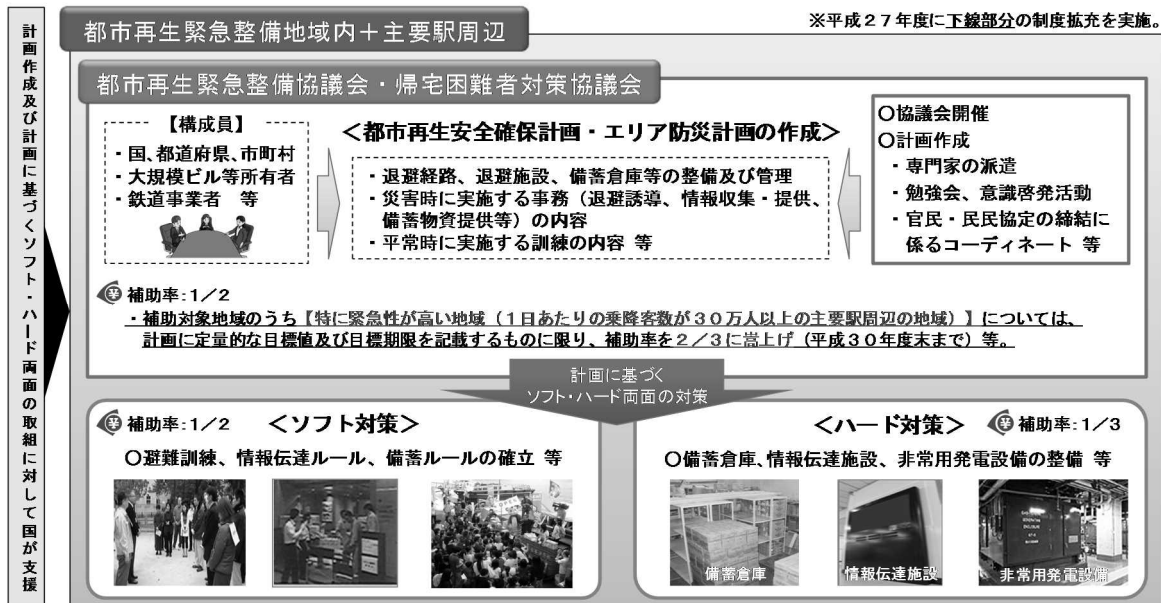 ※平成２７年度に下線部分の制度拡充を実施。
計画作成及び計画に基づくソフト・ハード両面の取組に対して国が支援
都市再生緊急整備地域内＋主要駅周辺
都市再生緊急整備協議会・帰宅困難者対策協議会
【構成員】
・国、都道府県、市町村
・大規模ビル等所有者
・鉄道事業者　等
＜都市再生安全確保計画・エリア防災計画の作成＞
・退避経路、退避施設、備蓄倉庫等の整備及び管理
・災害時に実施する事務（退避誘導、情報収集・提供、
備蓄物資提供等）の内容
・平常時に実施する訓練の内容 等
○協議会開催
○計画作成
・専門家の派遣
・勉強会、意識啓発活動
・官民・民民協定の締結に
係るコーディネート 等
¥ 補助率：１／２
・補助対象地域のうち【特に緊急性が高い地域（１日あたりの乗降客数が３０万人以上の主要駅周辺の地域）】については、
計画に定量的な目標値及び目標期限を記載するものに限り、補助率を２／３に嵩上げ（平成３０年度末まで）等。
計画に基づく
ソフト・ハード両面の対策
¥ 補助率：１／２　＜ソフト対策＞
○避難訓練、情報伝達ルール、備蓄ルールの確立 等
＜ハード対策＞　¥ 補助率：１／３
○備蓄倉庫、情報伝達施設、非常用発電設備の整備 等
備蓄倉庫
情報伝達施設
非常用発電設備